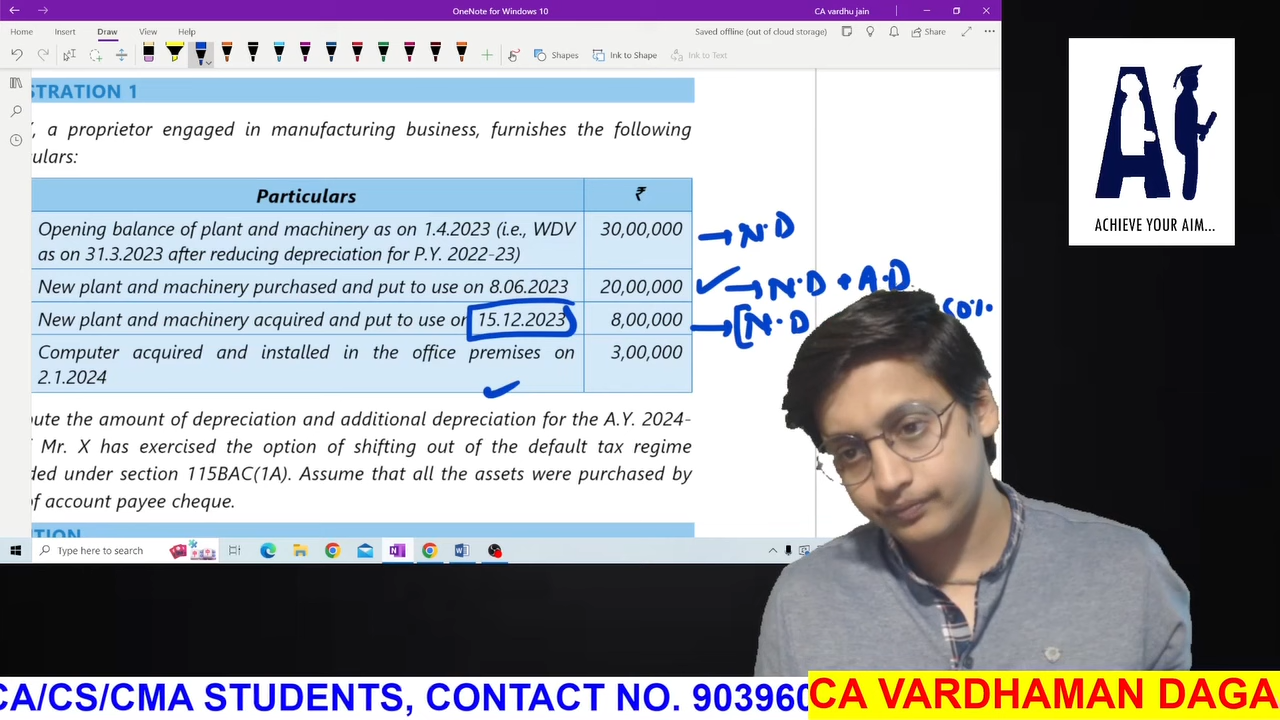 OneNote for Windows 10
CA vardhu jain
Home Insert Draw View Help
Saved offline (out of cloud storage)
Share
Shapes
Ink to Shape
Ink to Text
STRATION 1
, a proprietor engaged in manufacturing business, furnishes the following
ulars:
Particulars ₹
Opening balance of plant and machinery as on 1.4.2023 (i.e., WDV
as on 31.3.2023 after reducing depreciation for P.Y. 2022-23) 30,00,000 → N.D
New plant and machinery purchased and put to use on 8.06.2023 20,00,000 → N.D + A.D
New plant and machinery acquired and put to use on 15.12.2023 8,00,000 → [N.D 50%
Computer acquired and installed in the office premises on
2.1.2024 3,00,000
ute the amount of depreciation and additional depreciation for the A.Y. 2024-
Mr. X has exercised the option of shifting out of the default tax regime
ded under section 115BAC(1A). Assume that all the assets were purchased by
of account payee cheque.
TION
Type here to search
AI
ACHIEVE YOUR AIM...
CA/CS/CMA STUDENTS, CONTACT NO. 903960
CA VARDHAMAN DAGA